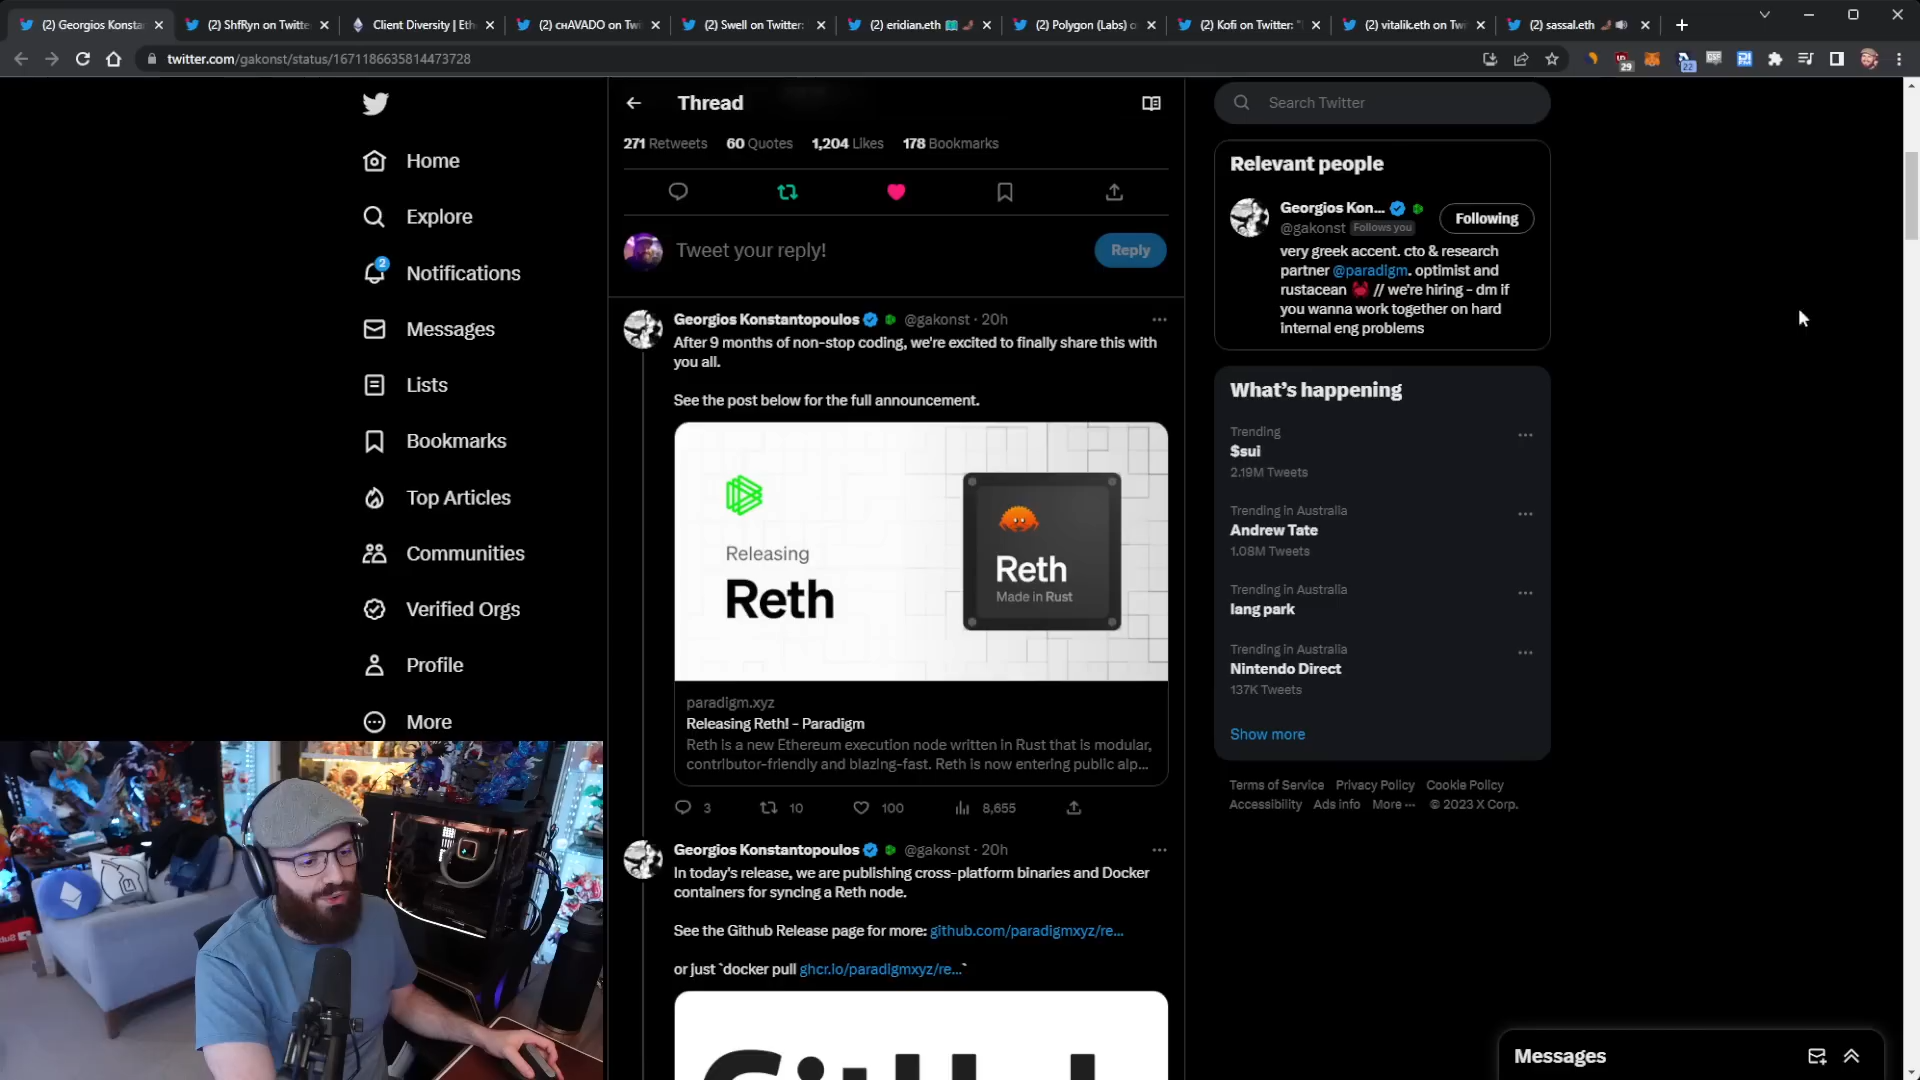 (2) Georgios Konsta
(2) ShfRyn on Twitte
Client Diversity | Eth
(2) cʜAVADO on Tw
(2) Swell on Twitter:
(2) eridian.eth
(2) Polygon (Labs) o
(2) Kofi on Twitter: "
(2) vitalik.eth on Tw
(2) sassal.eth
twitter.com/gakonst/status/1671186635814473728
29
22
Home
Explore
2
Notifications
Messages
Lists
Bookmarks
Top Articles
Communities
Verified Orgs
Profile
More
Thread
271 Retweets 60 Quotes 1,204 Likes 178 Bookmarks
Tweet your reply!
Reply
Georgios Konstantopoulos @gakonst · 20h
After 9 months of non-stop coding, we're excited to finally share this with
you all.
See the post below for the full announcement.
Releasing
Reth
Reth
Made in Rust
paradigm.xyz
Releasing Reth! - Paradigm
Reth is a new Ethereum execution node written in Rust that is modular,
contributor-friendly and blazing-fast. Reth is now entering public alp...
3 10 100 8,655
Georgios Konstantopoulos @gakonst · 20h
In today's release, we are publishing cross-platform binaries and Docker
containers for syncing a Reth node.
See the Github Release page for more: github.com/paradigmxyz/re...
or just `docker pull ghcr.io/paradigmxyz/re...`
GitHub
Search Twitter
Relevant people
Georgios Kon...
@gakonst Follows you
Following
very greek accent. cto & research
partner @paradigm. optimist and
rustacean 🦀 // we're hiring - dm if
you wanna work together on hard
internal eng problems
What's happening
Trending
$sui
2.19M Tweets
Trending in Australia
Andrew Tate
1.08M Tweets
Trending in Australia
lang park
Trending in Australia
Nintendo Direct
137K Tweets
Show more
Terms of Service Privacy Policy Cookie Policy
Accessibility Ads info More ··· © 2023 X Corp.
Messages